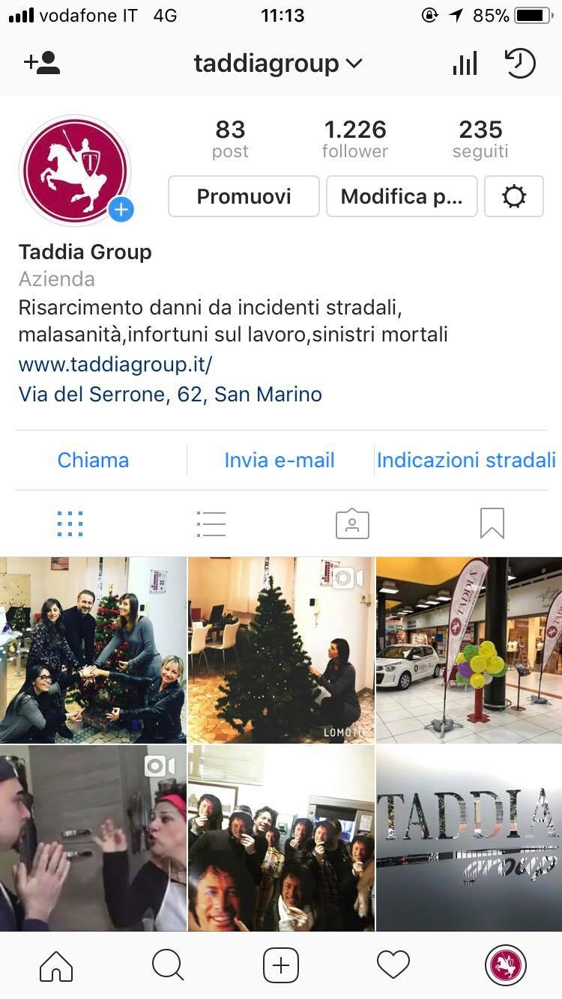 vodafone IT 4G 11:13 85%
taddiagroup
83 1.226 235
post follower seguiti
T
Promuovi Modifica p...
Taddia Group
Azienda
Risarcimento danni da incidenti stradali,
malasanità,infortuni sul lavoro,sinistri mortali
www.taddiagroup.it/
Via del Serrone, 62, San Marino
Chiama Invia e-mail Indicazioni stradali
TADDIA
TADDIA
group